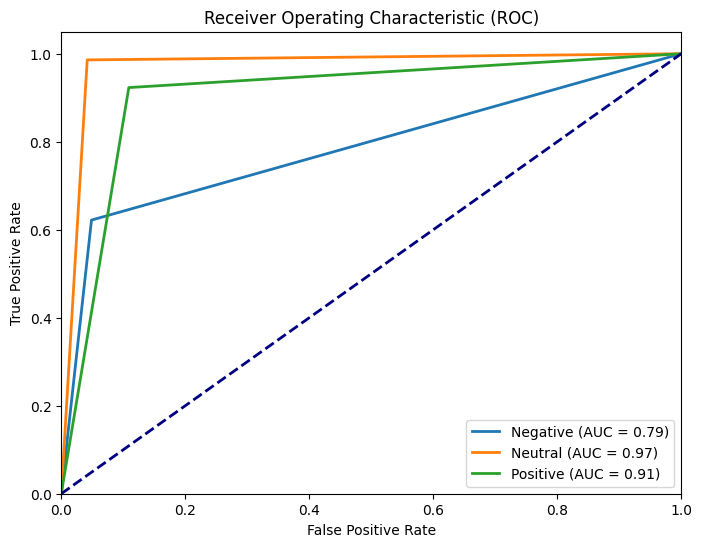 Receiver Operating Characteristic (ROC)
True Positive Rate
1.0
0.8
0.6
0.4
0.2
0.0
0.0 0.2 0.4 0.6 0.8 1.0
False Positive Rate
Negative (AUC = 0.79)
Neutral (AUC = 0.97)
Positive (AUC = 0.91)